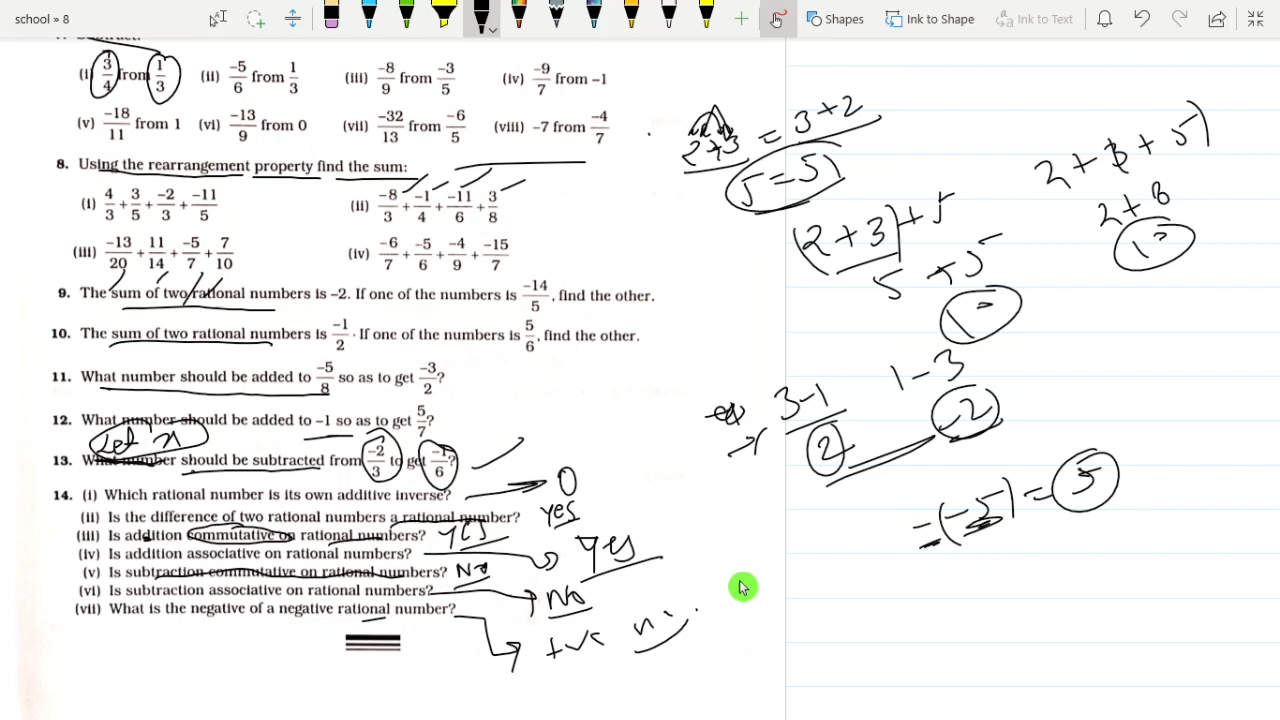 school » 8
Shapes
Ink to Shape
Ink to Text
(i) 3/4 from 1/3 (ii) -5/6 from 1/3 (iii) -8/9 from -3/5 (iv) -9/7 from -1
(v) -18/11 from 1 (vi) -13/9 from 0 (vii) -32/13 from -6/5 (viii) -7 from -4/7
8. Using the rearrangement property find the sum:
(i) 4/3 + 3/5 + -2/3 + -11/5 (ii) -8/3 + -1/4 + -11/6 + 3/8
(iii) -13/20 + 11/14 + -5/7 + 7/10 (iv) -6/7 + -5/6 + -4/9 + -15/7
9. The sum of two rational numbers is -2. If one of the numbers is -14/5, find the other.
10. The sum of two rational numbers is -1/2. If one of the numbers is 5/6, find the other.
11. What number should be added to -5/8 so as to get -3/2?
12. What number should be added to -1 so as to get 5/7?
Let x
13. What number should be subtracted from -2/3 to get -1/6?
14. (i) Which rational number is its own additive inverse? 0
(ii) Is the difference of two rational numbers a rational number? yes
(iii) Is addition commutative on rational numbers? yes
(iv) Is addition associative on rational numbers? yes
(v) Is subtraction commutative on rational numbers? No
(vi) Is subtraction associative on rational numbers? No
(vii) What is the negative of a negative rational number? +ve n
2+3 = 3+2
5=5
(2+3)+5
5+5
10
2+8
10
ex
3-1
1-3
2
-2
=(-5) = 5